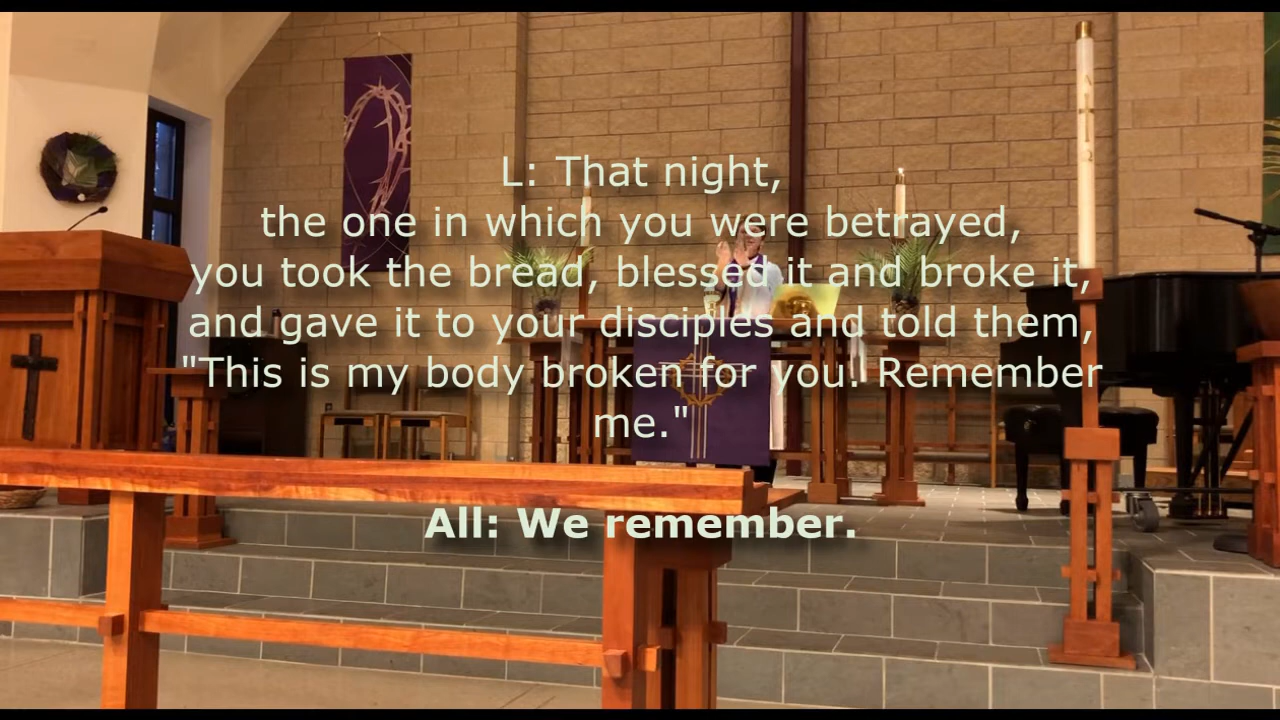 L: That night,
the one in which you were betrayed,
you took the bread, blessed it and broke it,
and gave it to your disciples and told them,
"This is my body broken for you. Remember
me."
All: We remember.